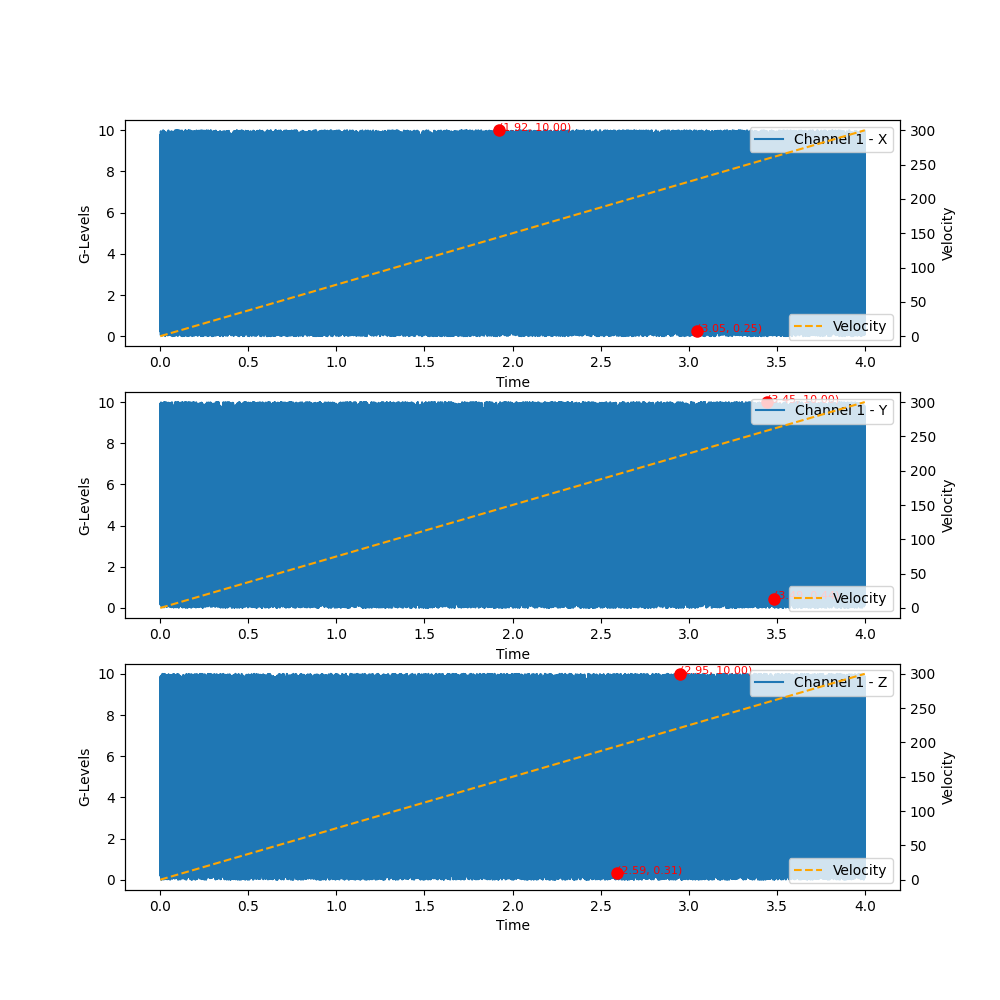 10
8
6
4
2
0
G-Levels
(1.92, 10.00)
(3.05, 0.25)
Channel 1 - X
Velocity
300
250
200
150
100
50
0
Velocity
0.0 0.5 1.0 1.5 2.0 2.5 3.0 3.5 4.0
Time
10
8
6
4
2
0
G-Levels
(3.45, 10.00)
Channel 1 - Y
Velocity
300
250
200
150
100
50
0
Velocity
0.0 0.5 1.0 1.5 2.0 2.5 3.0 3.5 4.0
Time
10
8
6
4
2
0
G-Levels
(2.95, 10.00)
(2.59, 0.31)
Channel 1 - Z
Velocity
300
250
200
150
100
50
0
Velocity
0.0 0.5 1.0 1.5 2.0 2.5 3.0 3.5 4.0
Time